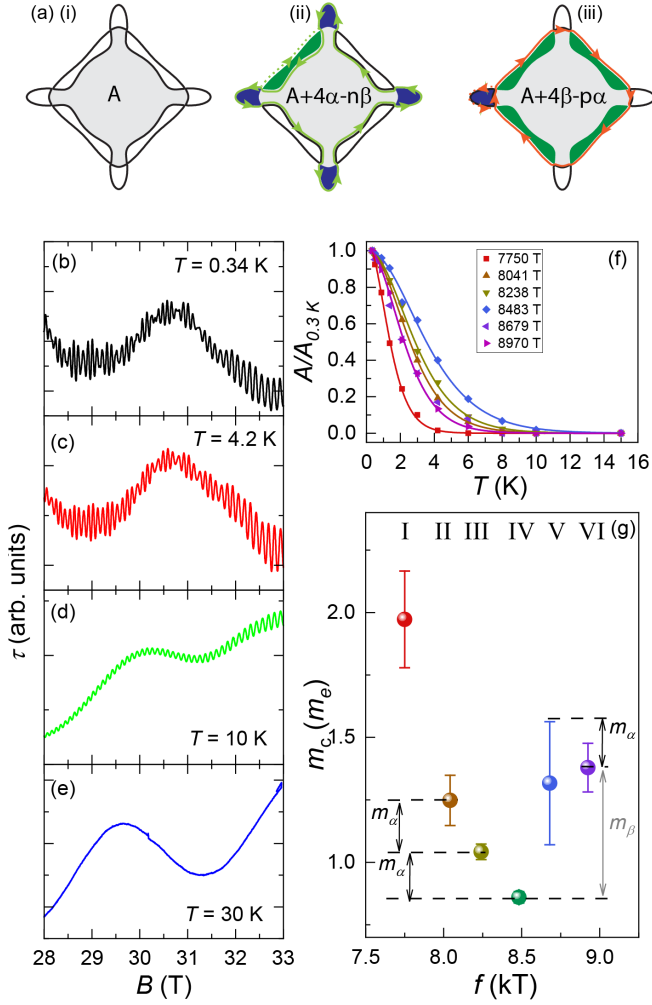 (a) (i)
(ii)
(iii)
A
A+4α-nβ
A+4β-pα
(b)
T = 0.34 K
(c)
T = 4.2 K
(d)
T = 10 K
(e)
T = 30 K
τ (arb. units)
28 29 30 31 32 33
B (T)
(f)
7750 T
8041 T
8238 T
8483 T
8679 T
8970 T
1.0
0.8
0.6
0.4
0.2
0.0
A/A0.3 K
0 2 4 6 8 10 12 14 16
T (K)
I II III IV V VI (g)
2.0
1.5
1.0
mc (me)
mα
mα
mα
mβ
7.5 8.0 8.5 9.0
f (kT)